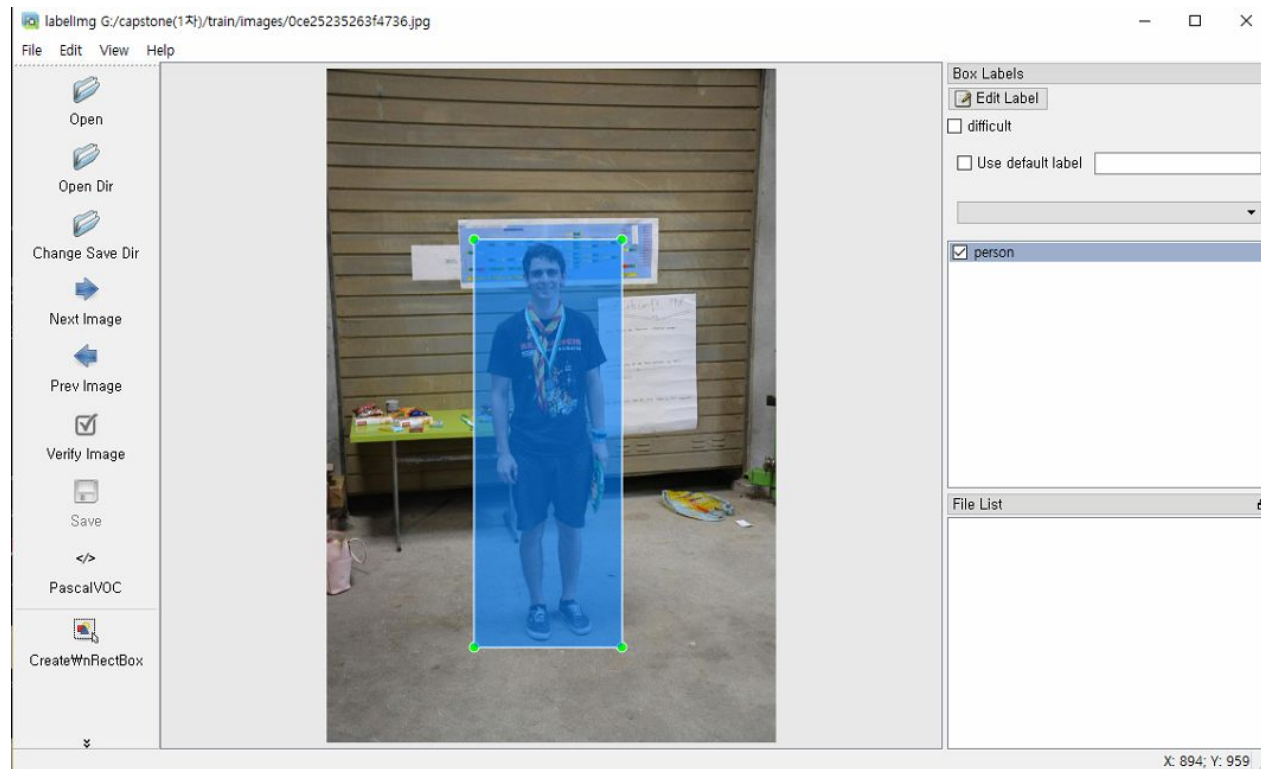 labelImg G:/capstone(1차)/train/images/0ce25235263f4736.jpg
File Edit View Help
Open
Open Dir
Change Save Dir
Next Image
Prev Image
Verify Image
Save
</>
PascalVOC
Create₩nRectBox
Box Labels
Edit Label
difficult
Use default label
person
File List
X: 894; Y: 959